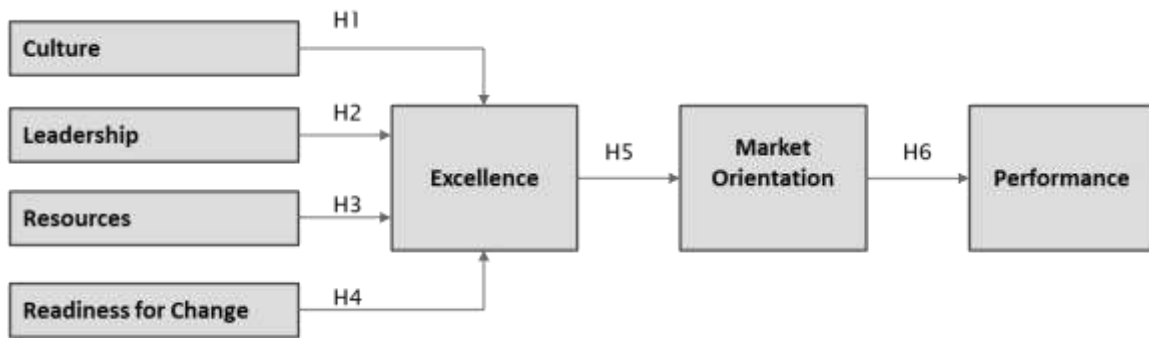 H1
Culture
Leadership
H2
Excellence
H5
Market
Orientation
H6
Performance
Resources
H3
Readiness for Change
H4